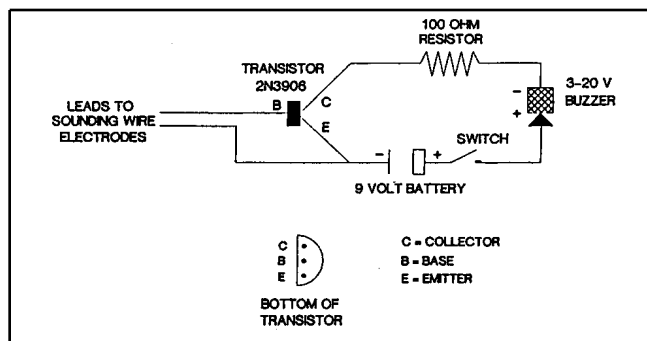 100 OHM
RESISTOR
TRANSISTOR
2N3906
3-20 V
BUZZER
-
+
B
C
E
LEADS TO
SOUNDING WIRE
ELECTRODES
SWITCH
-
+
9 VOLT BATTERY
C
B
E
C = COLLECTOR
B = BASE
E = EMITTER
BOTTOM OF
TRANSISTOR